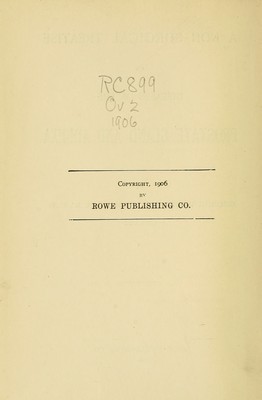 RC899
Ov2
1906
Copyright, 1906
BY
ROWE PUBLISHING CO.